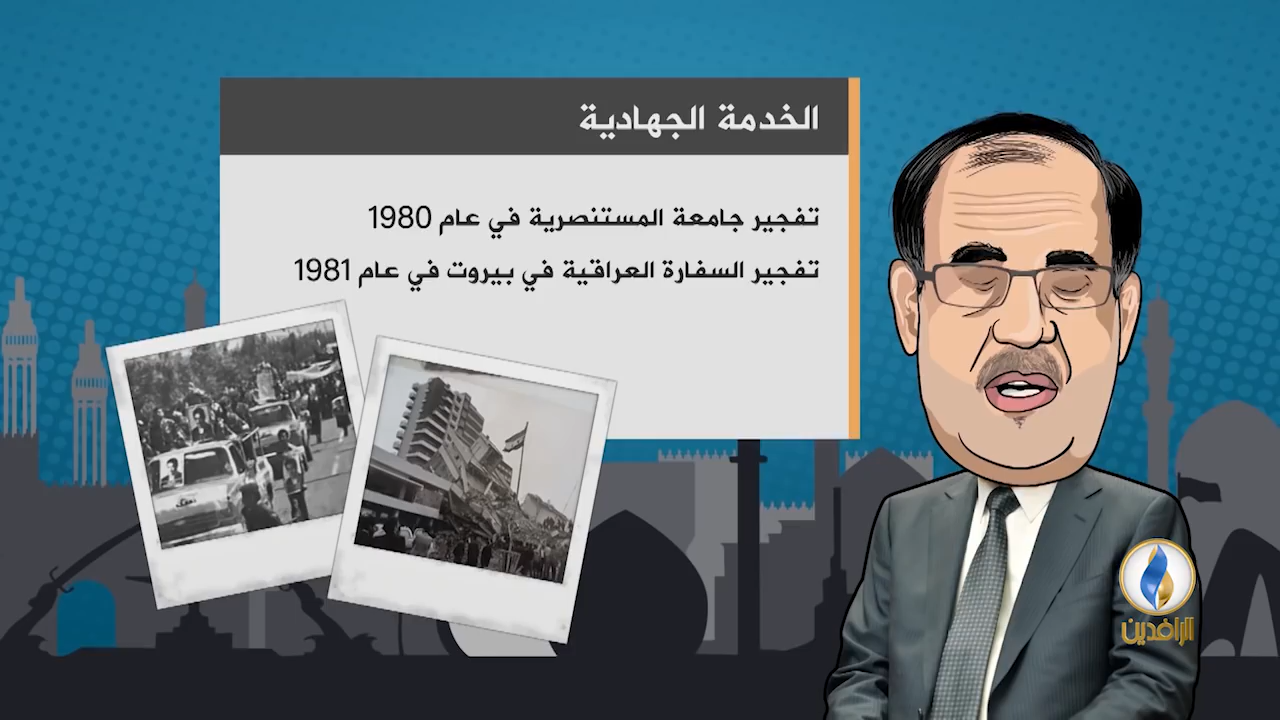 الخدمة الجهادية
تفجير جامعة المستنصرية في عام 1980
تفجير السفارة العراقية في بيروت في عام 1981
الرافدين